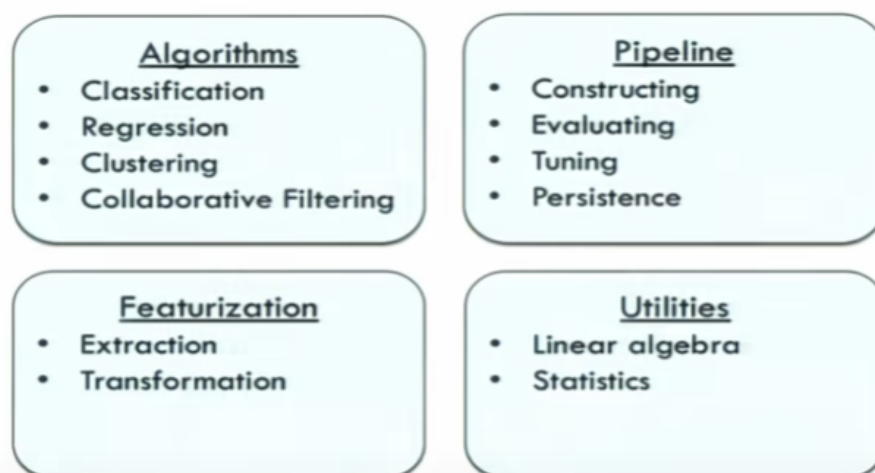 Algorithms
• Classification
• Regression
• Clustering
• Collaborative Filtering
Pipeline
• Constructing
• Evaluating
• Tuning
• Persistence
Featurization
• Extraction
• Transformation
Utilities
• Linear algebra
• Statistics